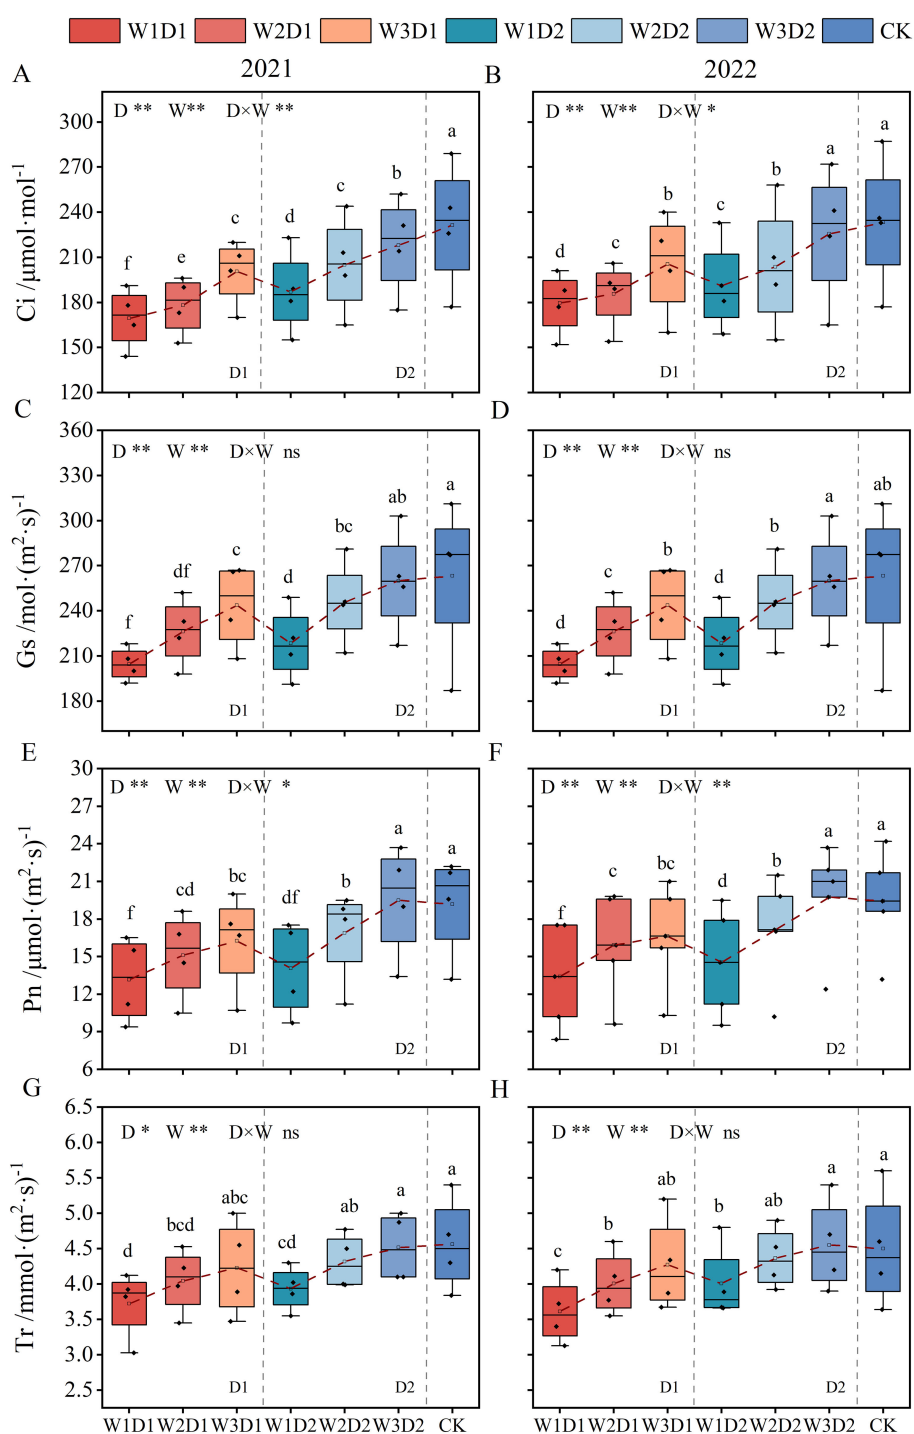 W1D1 W2D1 W3D1 W1D2 W2D2 W3D2 CK
2021 2022
A B
D ** W** D×W **
D ** W** D×W *
Ci /μmol·mol-1
300
270
240
210
180
150
120
f e c d c b a
d c b c b a a
D1 D2
D1 D2
C D
D ** W ** D×W ns
D ** W ** D×W ns
Gs /mol·(m2·s)-1
360
330
300
270
240
210
180
f df c d bc ab a
d c b d b a ab
D1 D2
D1 D2
E F
D ** W ** D×W *
D ** W ** D×W **
Pn /μmol·(m2·s)-1
30
27
24
21
18
15
12
9
6
f cd bc df b a a
f c bc d b a a
D1 D2
D1 D2
G H
D * W ** D×W ns
D ** W ** D×W ns
Tr /mmol·(m2·s)-1
6.5
6.0
5.5
5.0
4.5
4.0
3.5
3.0
2.5
d bcd abc cd ab a a
c b ab b ab a a
D1 D2
D1 D2
W1D1 W2D1 W3D1 W1D2 W2D2 W3D2 CK
W1D1 W2D1 W3D1 W1D2 W2D2 W3D2 CK